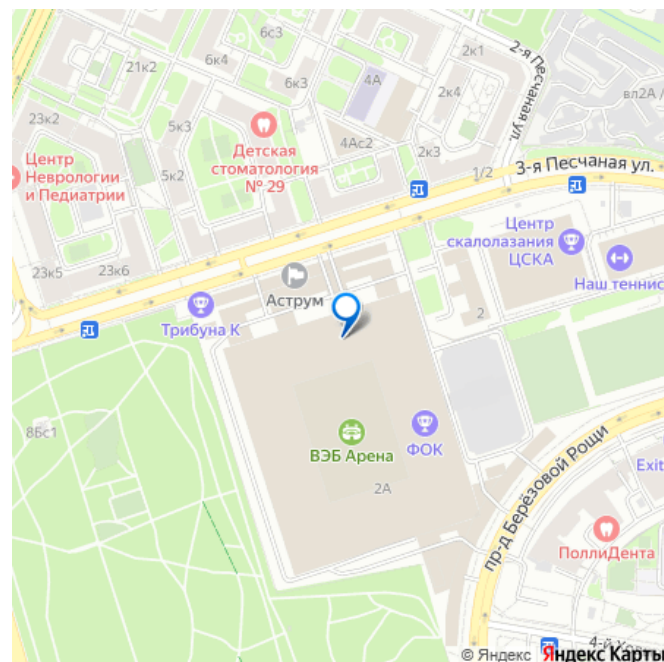 6с3
2к1
2-я Песчаная ул.
вл2А /
21к2
6к4
6к3
4А
2к4
23к2
5к3
Детская
стоматология
№ 29
4Ас2
2к3
1/2
3-я Песчаная ул.
Центр
Неврологии
и Педиатрии
5к2
Центр
скалолазания
ЦСКА
23к5
23к6
Аструм
Наш теннис
Трибуна К
2
8Бс1
ВЭБ Арена
ФОК
2А
пр-д Берёзовой Рощи
Exit
ПоллиДента
© Яндекс Яндекс Карты